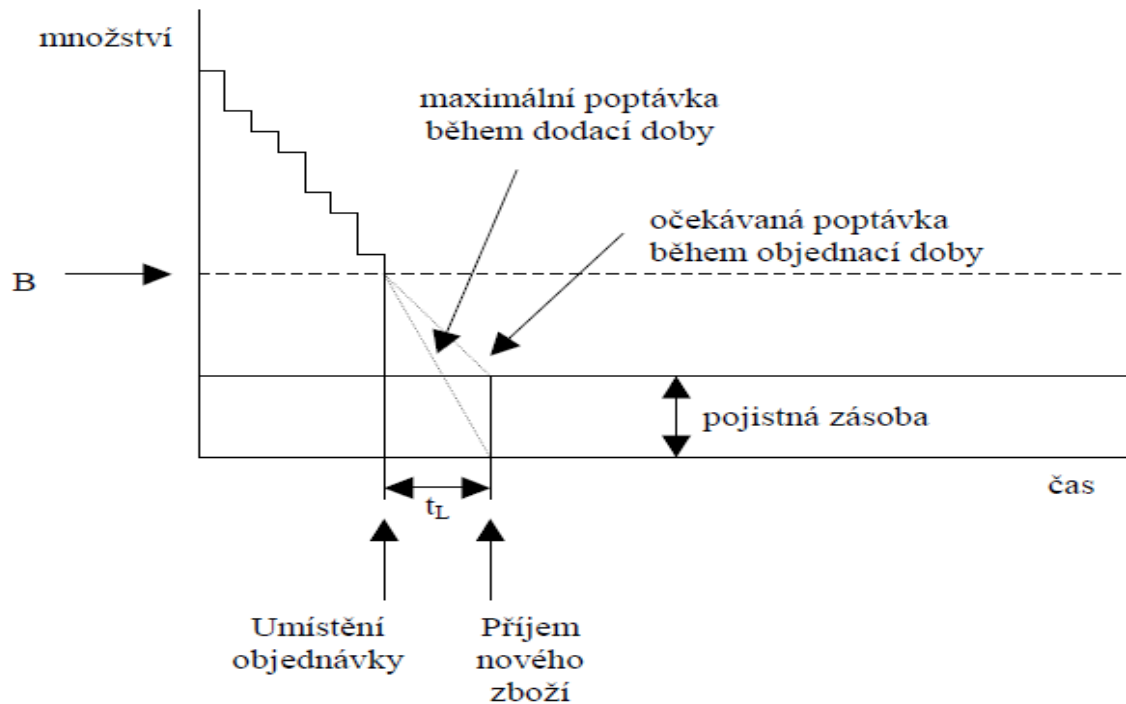 množství
maximální poptávka
během dodací doby
očekávaná poptávka
během objednací doby
B
pojistná zásoba
čas
tL
Umístění
objednávky
Příjem
nového
zboží